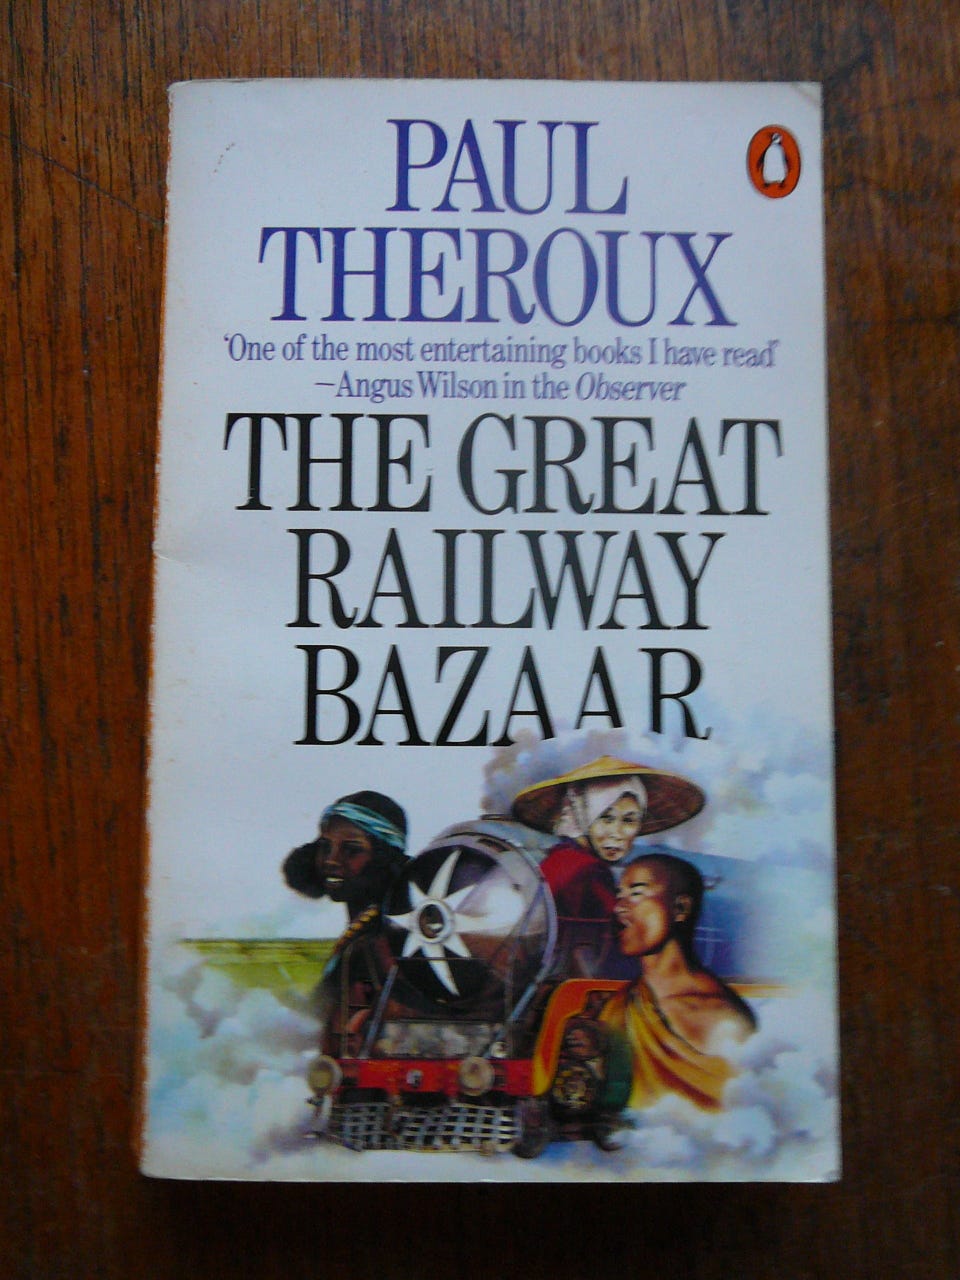 PAUL
THEROUX
'One of the most entertaining books I have read'
–Angus Wilson in the Observer
THE GREAT
RAILWAY
BAZAAR